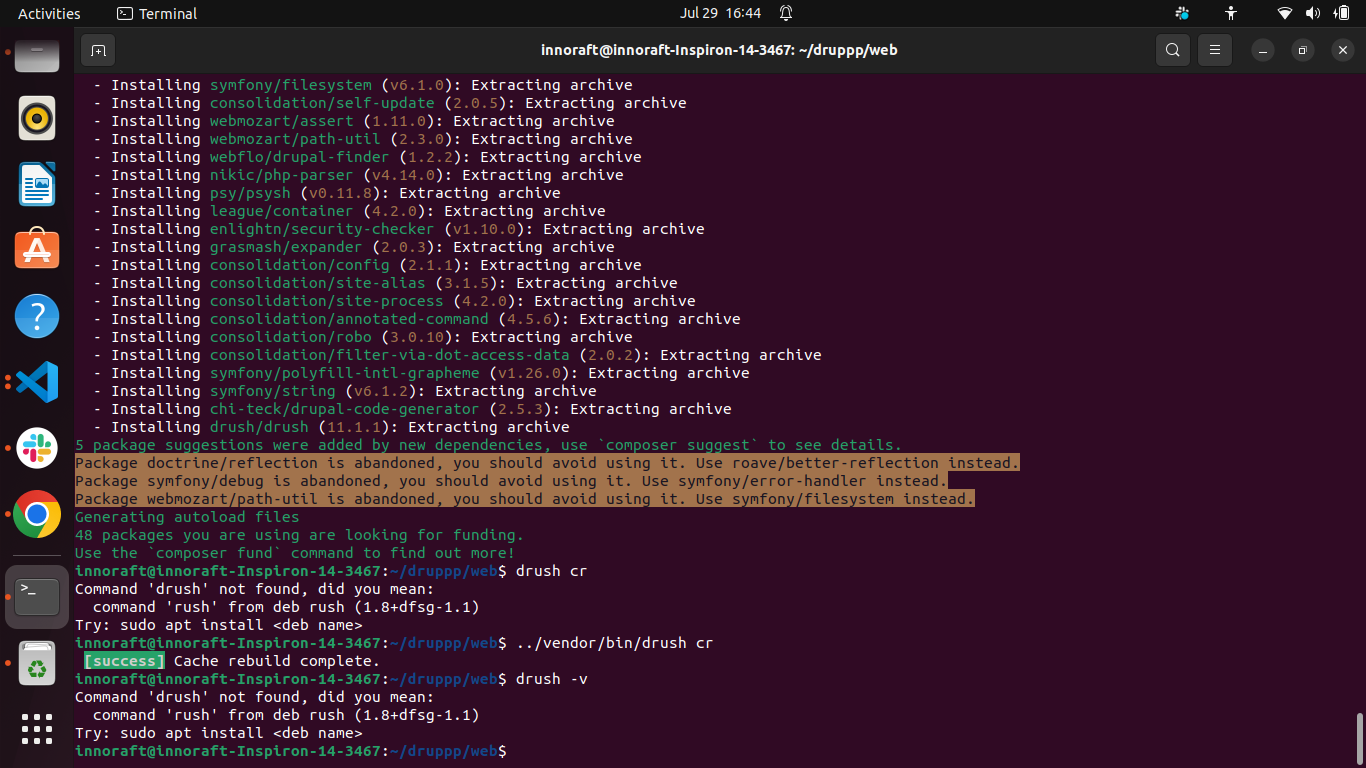 Activities
Terminal
Jul 29 16:44
innoraft@innoraft-Inspiron-14-3467: ~/druppp/web
- Installing symfony/filesystem (v6.1.0): Extracting archive
- Installing consolidation/self-update (2.0.5): Extracting archive
- Installing webmozart/assert (1.11.0): Extracting archive
- Installing webmozart/path-util (2.3.0): Extracting archive
- Installing webflo/drupal-finder (1.2.2): Extracting archive
- Installing nikic/php-parser (v4.14.0): Extracting archive
- Installing psy/psysh (v0.11.8): Extracting archive
- Installing league/container (4.2.0): Extracting archive
- Installing enlightn/security-checker (v1.10.0): Extracting archive
- Installing grasmash/expander (2.0.3): Extracting archive
- Installing consolidation/config (2.1.1): Extracting archive
- Installing consolidation/site-alias (3.1.5): Extracting archive
- Installing consolidation/site-process (4.2.0): Extracting archive
- Installing consolidation/annotated-command (4.5.6): Extracting archive
- Installing consolidation/robo (3.0.10): Extracting archive
- Installing consolidation/filter-via-dot-access-data (2.0.2): Extracting archive
- Installing symfony/polyfill-intl-grapheme (v1.26.0): Extracting archive
- Installing symfony/string (v6.1.2): Extracting archive
- Installing chi-teck/drupal-code-generator (2.5.3): Extracting archive
- Installing drush/drush (11.1.1): Extracting archive
5 package suggestions were added by new dependencies, use `composer suggest` to see details.
Package doctrine/reflection is abandoned, you should avoid using it. Use roave/better-reflection instead.
Package symfony/debug is abandoned, you should avoid using it. Use symfony/error-handler instead.
Package webmozart/path-util is abandoned, you should avoid using it. Use symfony/filesystem instead.
Generating autoload files
48 packages you are using are looking for funding.
Use the `composer fund` command to find out more!
innoraft@innoraft-Inspiron-14-3467:~/druppp/web$ drush cr
Command 'drush' not found, did you mean:
command 'rush' from deb rush (1.8+dfsg-1.1)
Try: sudo apt install <deb name>
innoraft@innoraft-Inspiron-14-3467:~/druppp/web$ ../vendor/bin/drush cr
[success] Cache rebuild complete.
innoraft@innoraft-Inspiron-14-3467:~/druppp/web$ drush -v
Command 'drush' not found, did you mean:
command 'rush' from deb rush (1.8+dfsg-1.1)
Try: sudo apt install <deb name>
innoraft@innoraft-Inspiron-14-3467:~/druppp/web$